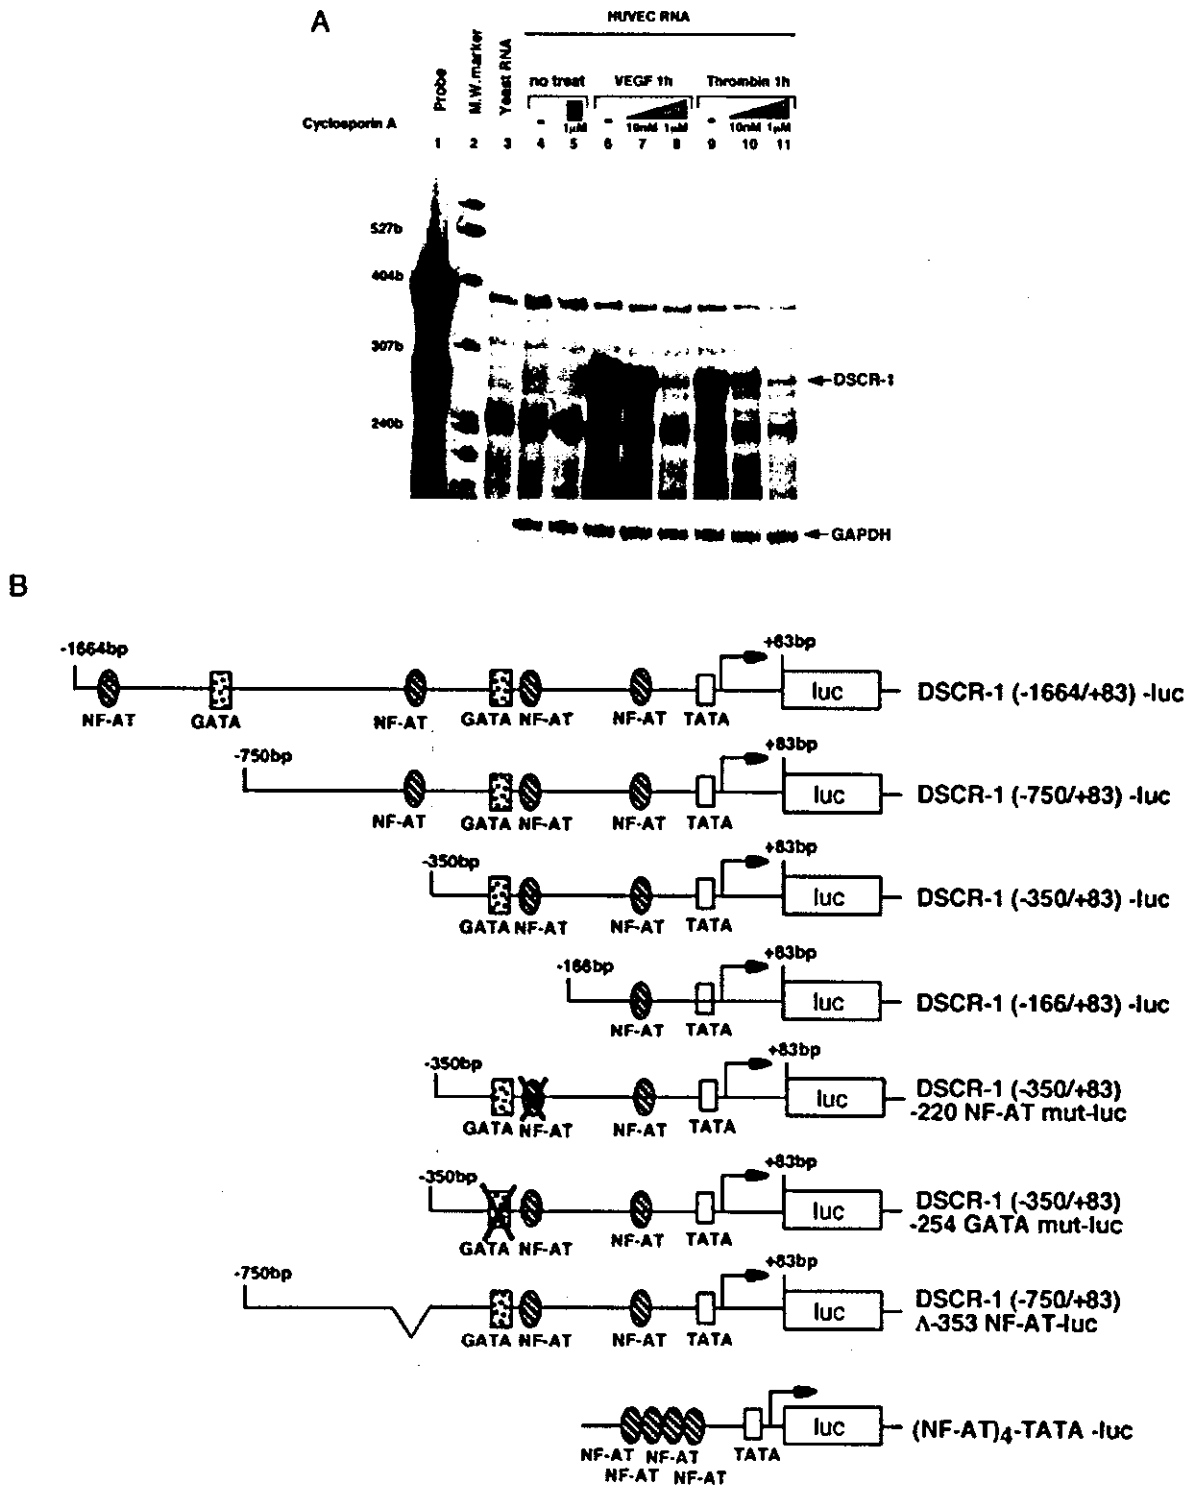 A
HUVEC RNA
Probe
M.W.marker
Yeast RNA
no treat VEGF 1h Thrombin 1h
Cyclosporin A - 1μM - 10nM 1μM - 10nM 1μM
1 2 3 4 5 6 7 8 9 10 11
527b
404b
307b
DSCR-1
240b
GAPDH
B
-1664bp +83bp
luc DSCR-1 (-1664/+83) -luc
NF-AT GATA NF-AT GATA NF-AT NF-AT TATA
-750bp +83bp
luc DSCR-1 (-750/+83) -luc
NF-AT GATA NF-AT NF-AT TATA
-350bp +83bp
luc DSCR-1 (-350/+83) -luc
GATA NF-AT NF-AT TATA
-166bp +83bp
luc DSCR-1 (-166/+83) -luc
NF-AT TATA
-350bp +83bp
luc DSCR-1 (-350/+83)
-220 NF-AT mut-luc
GATA NF-AT NF-AT TATA
-350bp +83bp
luc DSCR-1 (-350/+83)
-254 GATA mut-luc
GATA NF-AT NF-AT TATA
-750bp +83bp
luc DSCR-1 (-750/+83)
Λ-353 NF-AT-luc
GATA NF-AT NF-AT TATA
luc (NF-AT)4-TATA -luc
NF-AT NF-AT TATA
NF-AT NF-AT